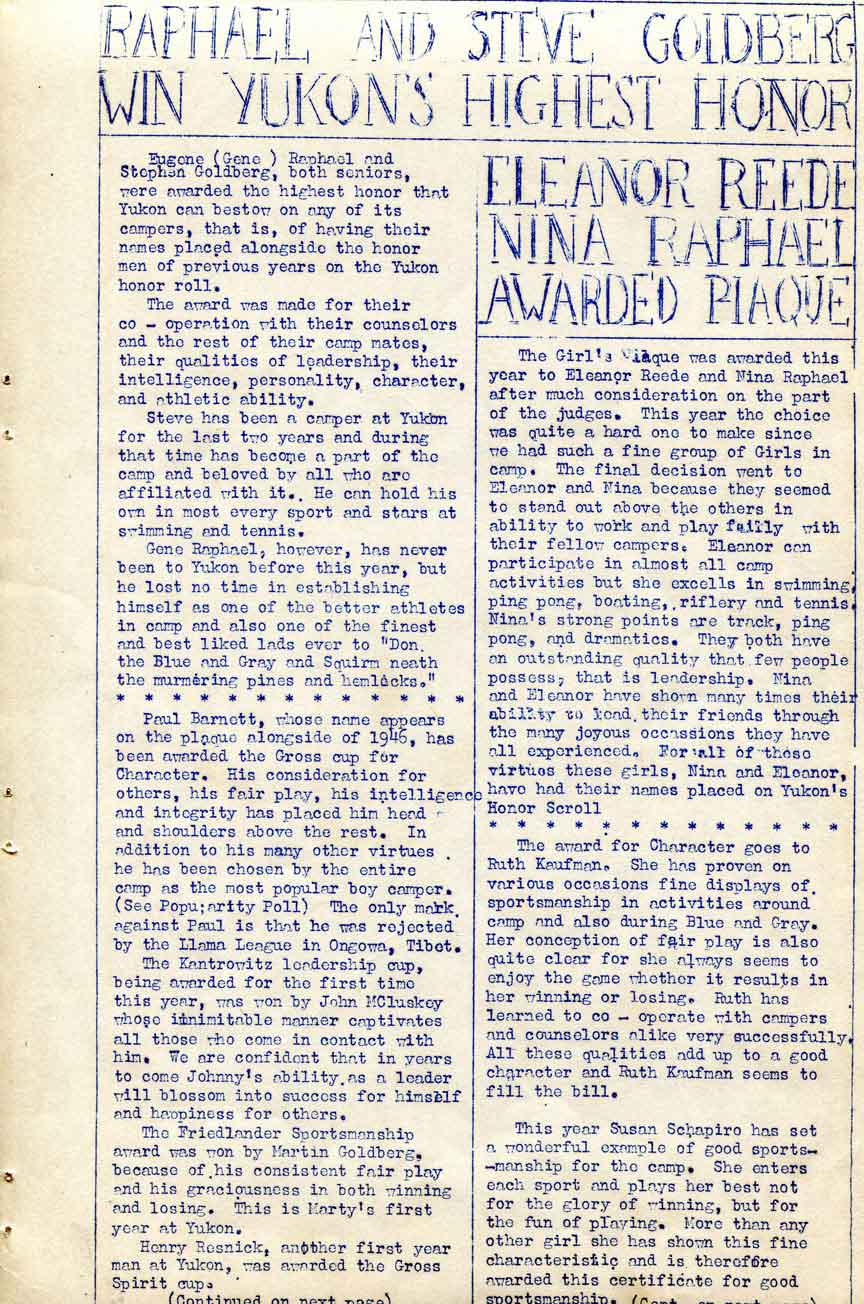 RAPHAEL AND STEVE GOLDBERG
WIN YUKON'S HIGHEST HONOR
Eugene (Gene ) Raphael and
Stephen Goldberg, both seniors,
were awarded the highest honor that
Yukon can bestow on any of its
campers, that is, of having their
names placed alongside the honor
men of previous years on the Yukon
honor roll.
The award was made for their
co - operation with their counselors
and the rest of their camp mates,
their qualities of leadership, their
intelligence, personality, character,
and athletic ability.
Steve has been a camper at Yukon
for the last two years and during
that time has become a part of the
camp and beloved by all who are
affiliated with it.. He can hold his
own in most every sport and stars at
swimming and tennis.
Gene Raphael, however, has never
been to Yukon before this year, but
he lost no time in establishing
himself as one of the better athletes
in camp and also one of the finest
and best liked lads ever to "Don
the Blue and Gray and Squirm neath
the murmering pines and hemlocks."
* * * * * * * * * * * * *
Paul Barnett, whose name appears
on the plaque alongside of 1946, has
been awarded the Gross cup for
Character. His consideration for
others, his fair play, his intelligence
and integrity has placed him head
and shoulders above the rest. In
addition to his many other virtues
he has been chosen by the entire
camp as the most popular boy camper.
(See Popu;arity Poll) The only mark
against Paul is that he was rejected
by the Llama League in Ongowa, Tibet.
The Kantrowitz leadership cup,
being awarded for the first time
this year, was won by John MCluskey
whose inimitable manner captivates
all those who come in contact with
him. We are confident that in years
to come Johnny's ability as a leader
will blossom into success for himself
and happiness for others.
The Friedlander Sportsmanship
award was won by Martin Goldberg,
because of his consistent fair play
and his graciousness in both winning
and losing. This is Marty's first
year at Yukon.
Henry Resnick, another first year
man at Yukon, was awarded the Gross
Spirit cup.
(Continued on next page)
ELEANOR REEDE
NINA RAPHAEL
AWARDED PLAQUE
The Girl's Plaque was awarded this
year to Eleanor Reede and Nina Raphael
after much consideration on the part
of the judges. This year the choice
was quite a hard one to make since
we had such a fine group of Girls in
camp. The final decision went to
Eleanor and Nina because they seemed
to stand out above the others in
ability to work and play fairly with
their fellow campers. Eleanor can
participate in almost all camp
activities but she excells in swimming,
ping pong, boating, riflery and tennis.
Nina's strong points are track, ping
pong, and dramatics. They both have
an outstanding quality that few people
possess; that is leadership. Nina
and Eleanor have shown many times their
ability to lead their friends through
the many joyous occassions they have
all experienced. For all of these
virtues these girls, Nina and Eleanor,
have had their names placed on Yukon's
Honor Scroll
* * * * * * * * * * * * *
The award for Character goes to
Ruth Kaufman. She has proven on
various occasions fine displays of
sportsmanship in activities around
camp and also during Blue and Gray.
Her conception of fair play is also
quite clear for she always seems to
enjoy the game whether it results in
her winning or losing. Ruth has
learned to co - operate with campers
and counselors alike very successfully.
All these qualities add up to a good
character and Ruth Kaufman seems to
fill the bill.
This year Susan Schapiro has set
a wonderful example of good sports-
-manship for the camp. She enters
each sport and plays her best not
for the glory of winning, but for
the fun of playing. More than any
other girl she has shown this fine
characteristic and is therefore
awarded this certificate for good
sportsmanship. (Cont. on next page)